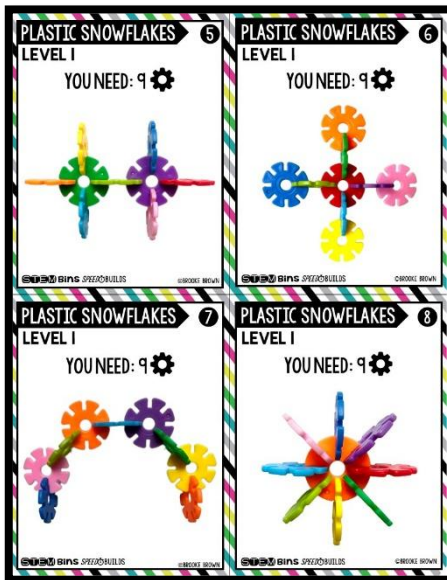 PLASTIC SNOWFLAKES 5
LEVEL 1
YOU NEED: 9
STEM Bins SPEED BUILDS
©BROOKE BROWN
PLASTIC SNOWFLAKES 6
LEVEL 1
YOU NEED: 9
STEM Bins SPEED BUILDS
©BROOKE BROWN
PLASTIC SNOWFLAKES 7
LEVEL 1
YOU NEED: 9
STEM Bins SPEED BUILDS
©BROOKE BROWN
PLASTIC SNOWFLAKES 8
LEVEL 1
YOU NEED: 9
STEM Bins SPEED BUILDS
©BROOKE BROWN